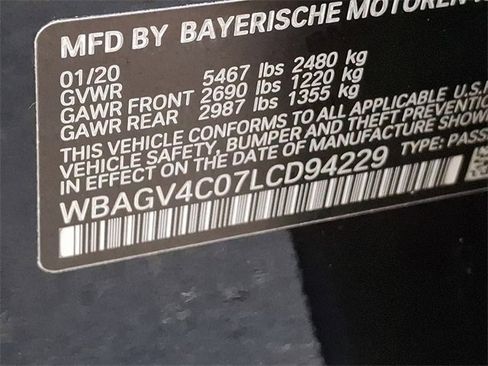 MFD BY BAYERISCHE MOTOREN
01/20
GVWR 5467 lbs 2480 kg
GAWR FRONT 2690 lbs 1220 kg
GAWR REAR 2987 lbs 1355 kg
THIS VEHICLE CONFORMS TO ALL APPLICABLE U.S.
VEHICLE SAFETY, BUMPER AND THEFT PREVENTION
IN EFFECT ON THE DATE OF MANUFACTURE SHOWN
WBAGV4C07LCD94229 TYPE: PASS